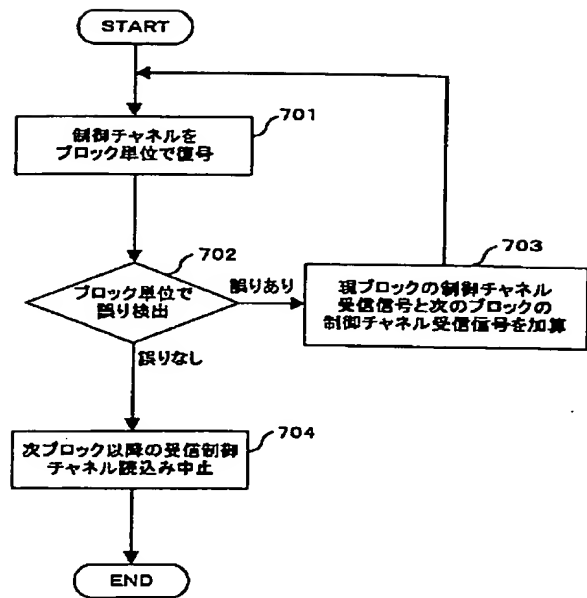 START
701
制御チャネルを
ブロック単位で復号
702
ブロック単位で
誤り検出
誤りあり
703
現ブロックの制御チャネル
受信信号と次のブロックの
制御チャネル受信信号を加算
誤りなし
704
次ブロック以降の受信制御
チャネル読込み中止
END